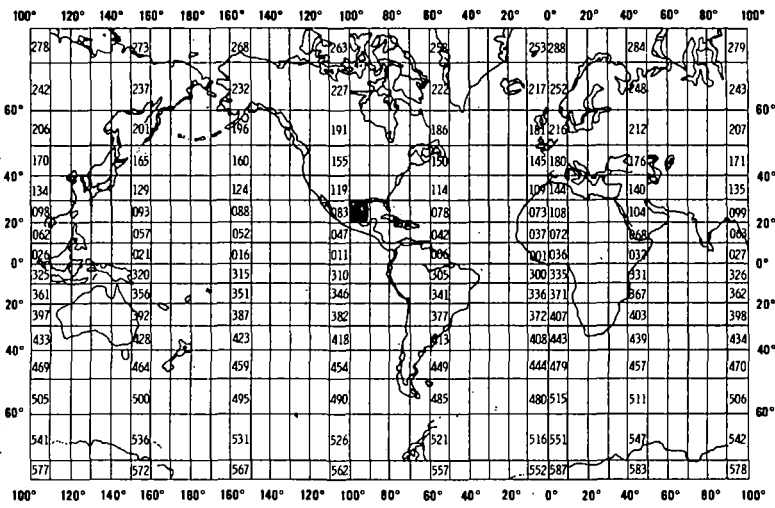 100° 120° 140° 160° 180° 160° 140° 120° 100° 80° 60° 40° 20° 0° 20° 40° 60° 80° 100°
278 273 268 263 258 253 288 284 279
242 237 232 227 222 217 252 248 243
60° 60°
206 201 196 191 186 181 216 212 207
170 165 160 155 150 145 180 176 171
40° 40°
134 129 124 119 114 109 144 140 135
098 093 088 083 078 073 108 104 099
20° 20°
062 057 052 047 042 037 072 068 063
026 021 016 011 006 001 036 032 027
0° 0°
325 320 315 310 305 300 335 331 326
361 356 351 346 341 336 371 367 362
20° 20°
397 392 387 382 377 372 407 403 398
433 428 423 418 413 408 443 439 434
40° 40°
469 464 459 454 449 444 479 457 470
505 500 495 490 485 480 515 511 506
60° 60°
541 536 531 526 521 516 551 547 542
577 572 567 562 557 552 587 583 578
100° 120° 140° 160° 180° 160° 140° 120° 100° 80° 60° 40° 20° 0° 20° 40° 60° 80° 100°